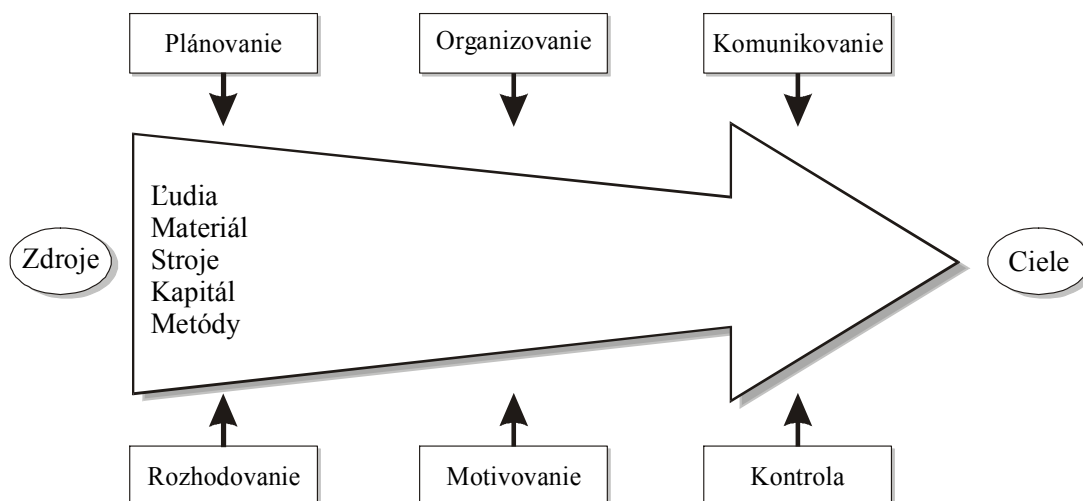 Plánovanie
Organizovanie
Komunikovanie
Zdroje
Ľudia
Materiál
Stroje
Kapitál
Metódy
Ciele
Rozhodovanie
Motivovanie
Kontrola